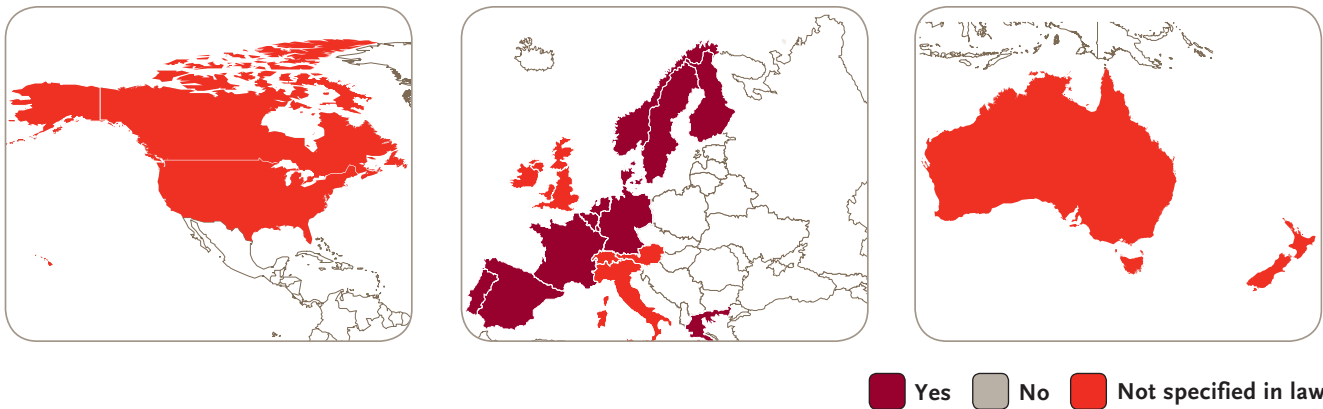 Yes No Not specified in law